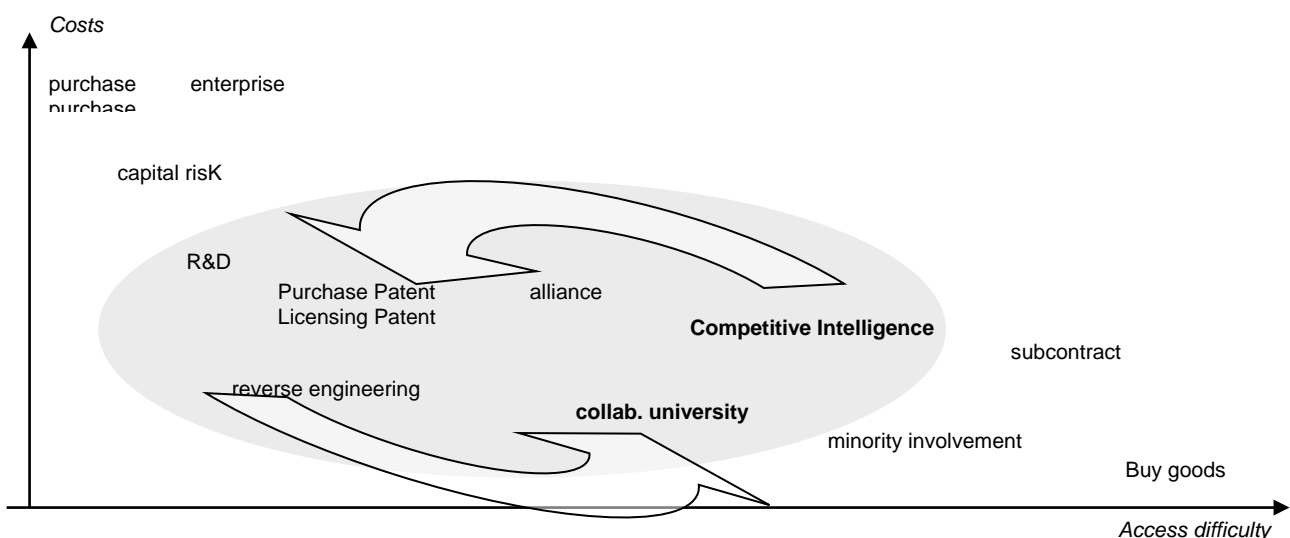 Costs
purchase enterprise
purchase
capital risK
R&D
Purchase Patent
Licensing Patent
alliance
Competitive Intelligence
subcontract
reverse engineering
collab. university
minority involvement
Buy goods
Access difficulty